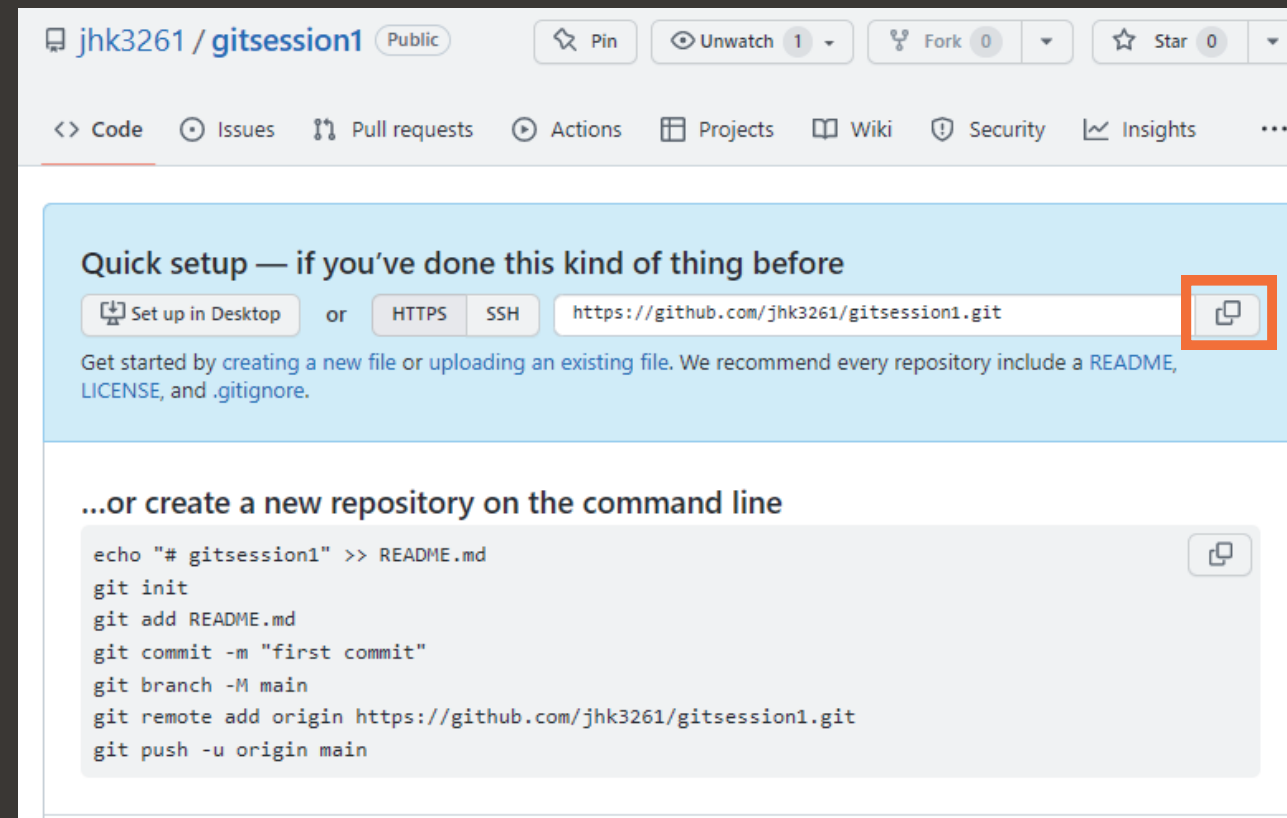 jhk3261 / gitsession1 Public Pin Unwatch 1 Fork 0 Star 0
Code Issues Pull requests Actions Projects Wiki Security Insights ...
Quick setup — if you've done this kind of thing before
Set up in Desktop or HTTPS SSH https://github.com/jhk3261/gitsession1.git
Get started by creating a new file or uploading an existing file. We recommend every repository include a README,
LICENSE, and .gitignore.
...or create a new repository on the command line
echo "# gitsession1" >> README.md
git init
git add README.md
git commit -m "first commit"
git branch -M main
git remote add origin https://github.com/jhk3261/gitsession1.git
git push -u origin main